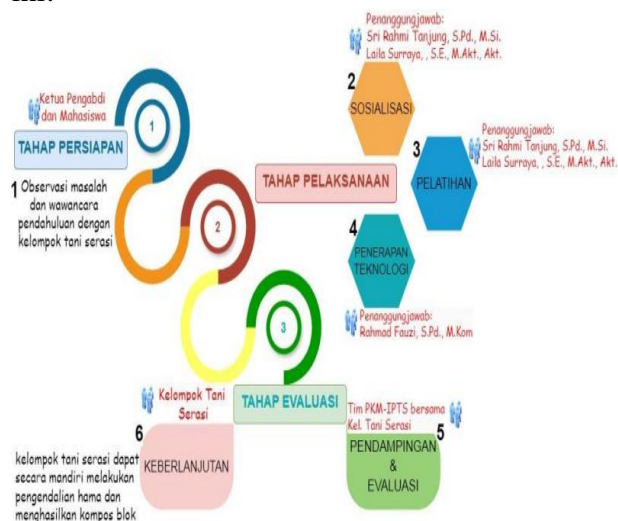 Ketua Pengabdi
dan Mahasiswa
TAHAP PERSIAPAN
1 Observasi masalah
dan wawancara
pendahuluan dengan
kelompok tani serasi
1
2
3
TAHAP PELAKSANAAN
Penanggungjawab:
Sri Rahmi Tanjung, S.Pd., M.Si.
Laila Surraya, , S.E., M.Akt., Akt.
2
SOSIALISASI
Penanggungjawab:
Sri Rahmi Tanjung, S.Pd., M.Si.
Laila Surraya, , S.E., M.Akt., Akt.
3
PELATIHAN
4
PENERAPAN
TEKNOLOGI
Penanggungjawab:
Rahmad Fauzi, S.Pd., M.Kom
TAHAP EVALUASI
Tim PKM-IPTS bersama
Kel. Tani Serasi
5
PENDAMPINGAN
&
EVALUASI
Kelompok Tani
Serasi
6
KEBERLANJUTAN
kelompok tani serasi dapat
secara mandiri melakukan
pengendalian hama dan
menghasilkan kompos blok